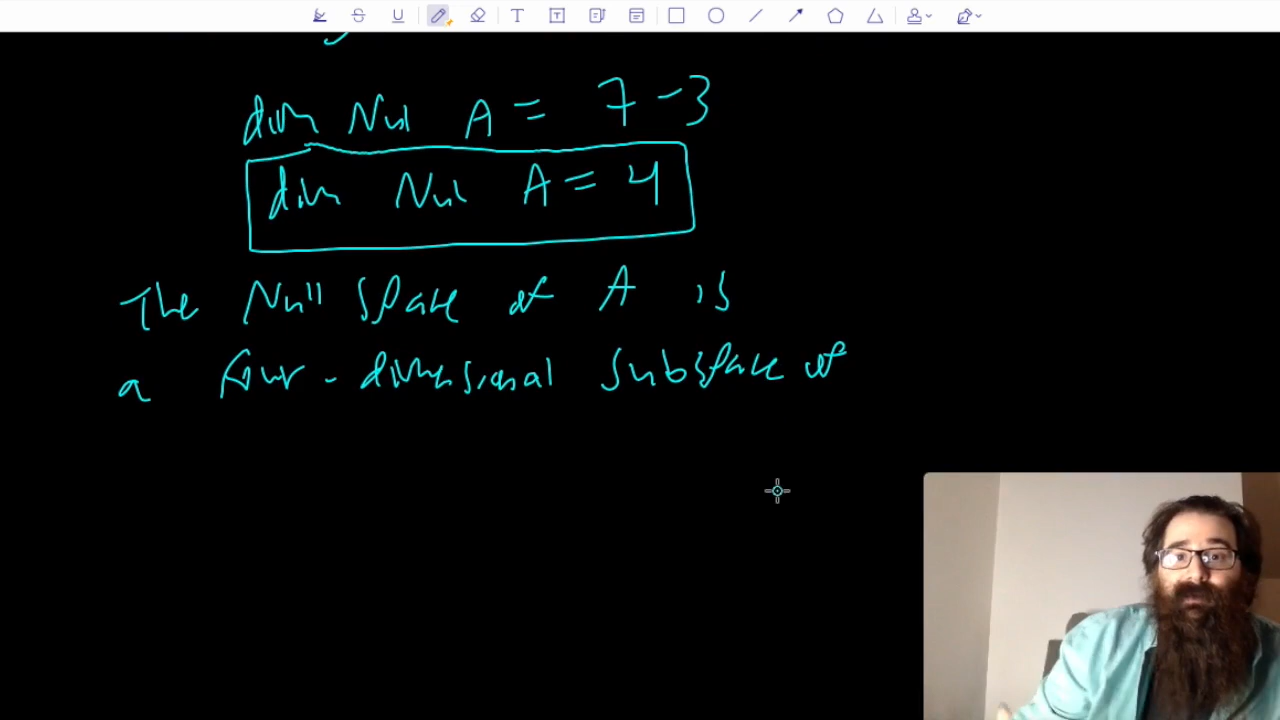 dim Nul A = 7 - 3
dim Nul A = 4
The Null Space of A is
a four-dimensional subspace of